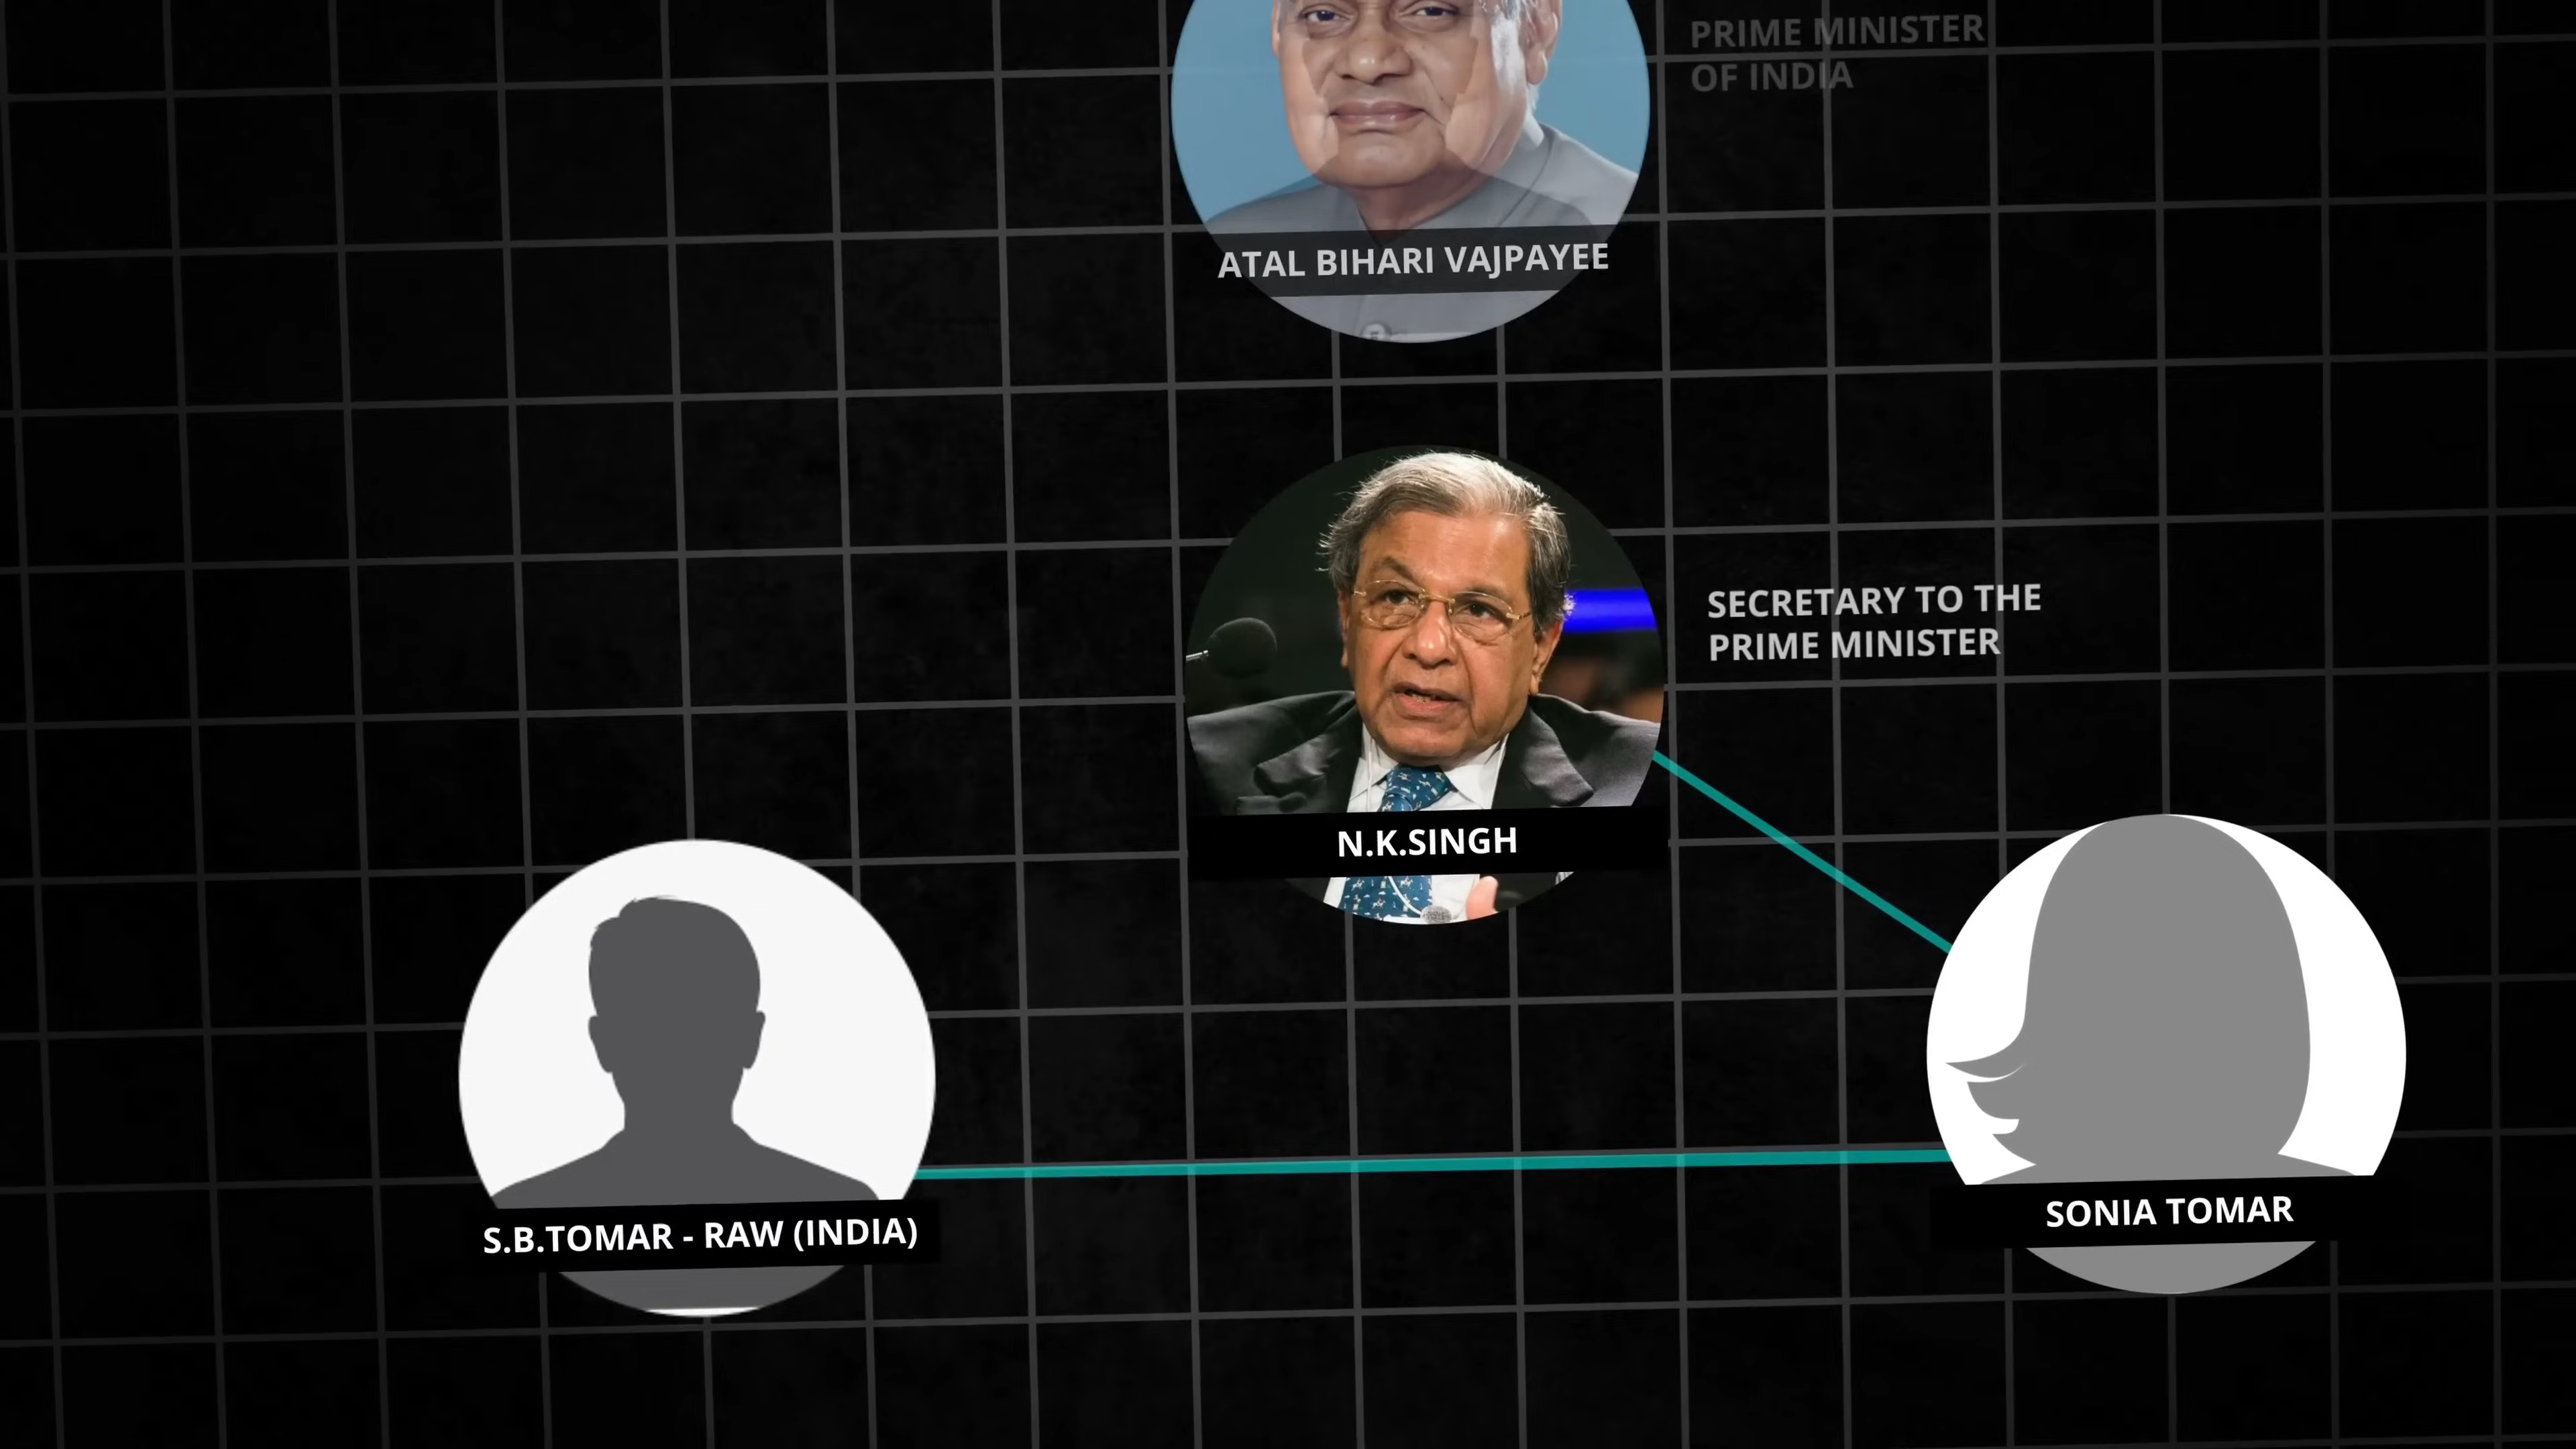 PRIME MINISTER
OF INDIA
ATAL BIHARI VAJPAYEE
SECRETARY TO THE
PRIME MINISTER
N.K.SINGH
S.B.TOMAR - RAW (INDIA)
SONIA TOMAR